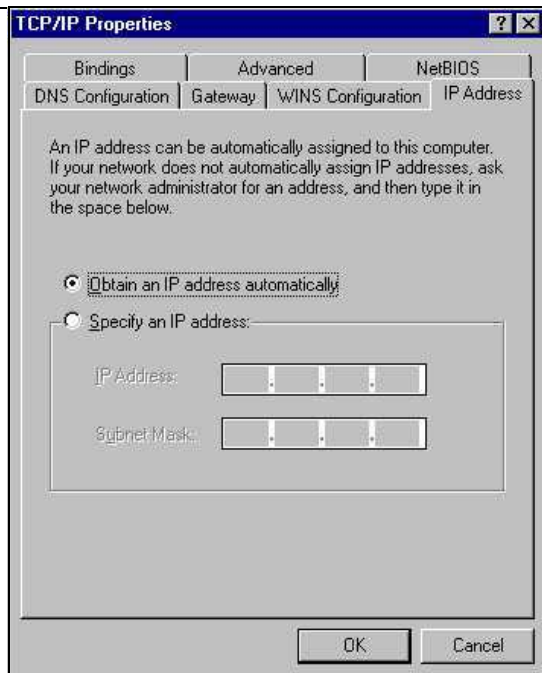 TCP/IP Properties
Bindings Advanced NetBIOS
DNS Configuration Gateway WINS Configuration IP Address
An IP address can be automatically assigned to this computer.
If your network does not automatically assign IP addresses, ask
your network administrator for an address, and then type it in
the space below.
Obtain an IP address automatically
Specify an IP address:
IP Address:
Subnet Mask:
OK Cancel